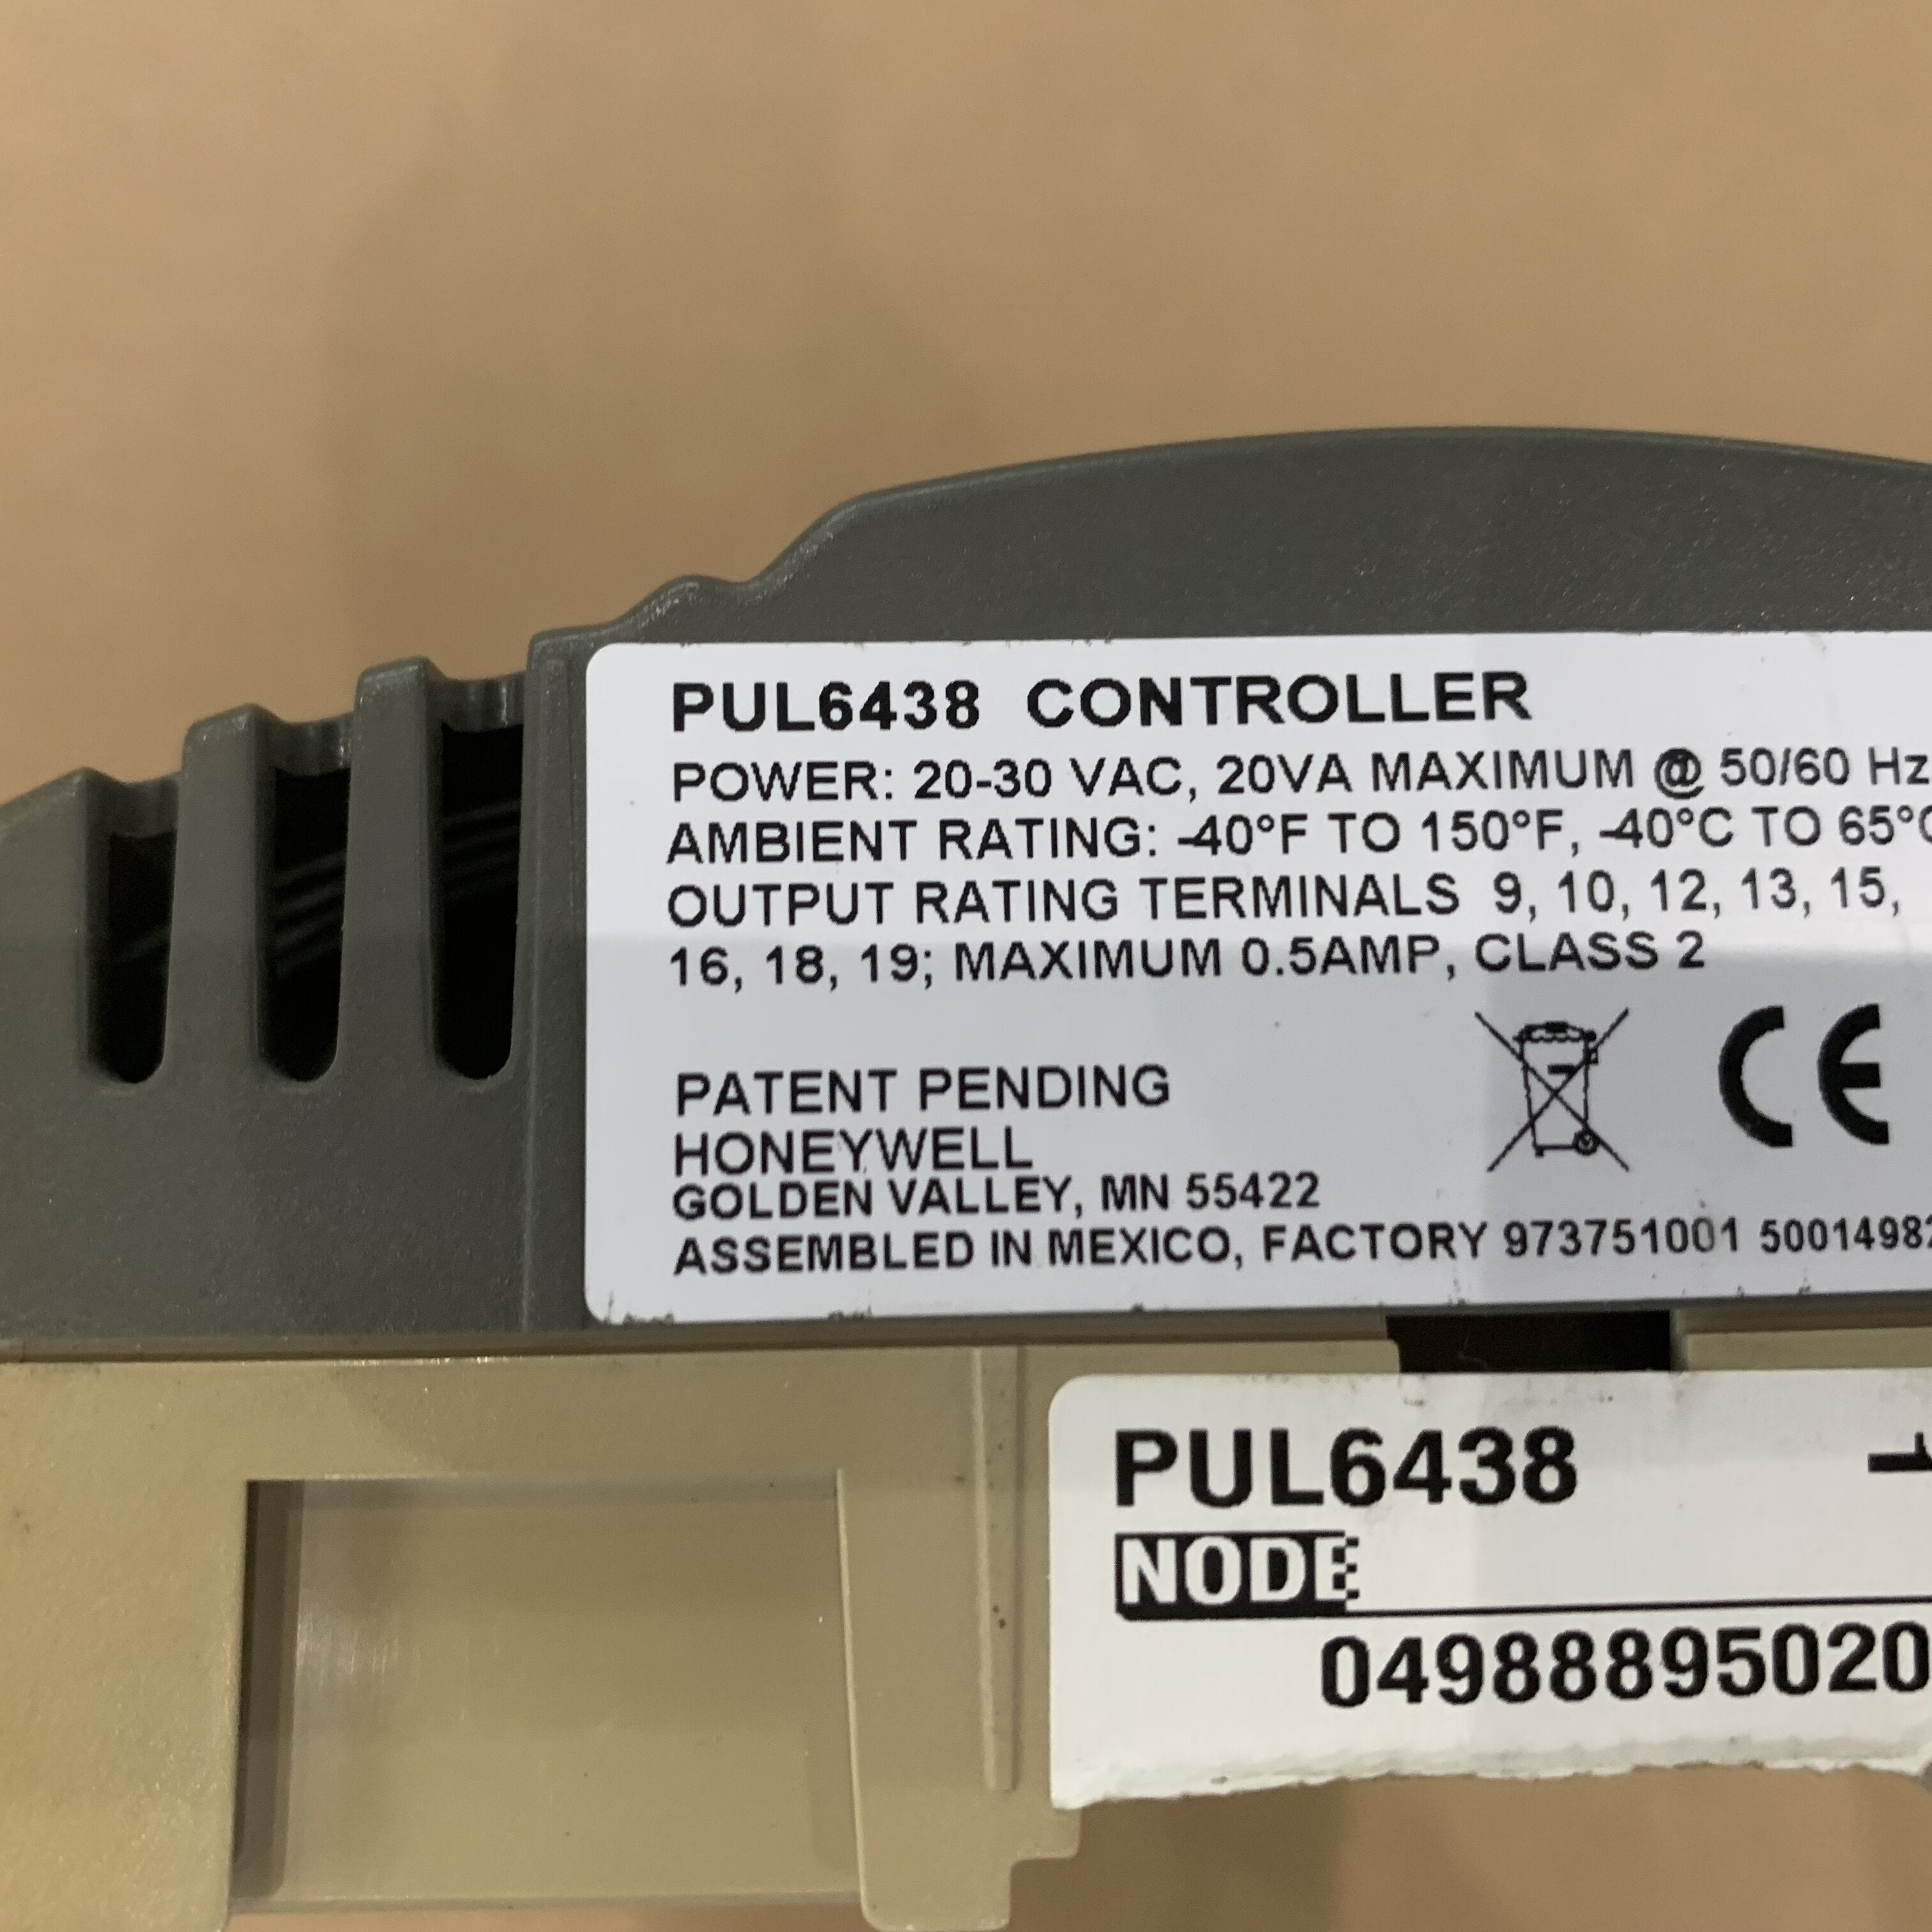 PUL6438 CONTROLLER
POWER: 20-30 VAC, 20VA MAXIMUM @ 50/60 Hz
AMBIENT RATING: -40°F TO 150°F, -40°C TO 65°C
OUTPUT RATING TERMINALS 9, 10, 12, 13, 15,
16, 18, 19; MAXIMUM 0.5AMP, CLASS 2
PATENT PENDING
CE
HONEYWELL
GOLDEN VALLEY, MN 55422
ASSEMBLED IN MEXICO, FACTORY 973751001
PUL6438
NODE
04988895020